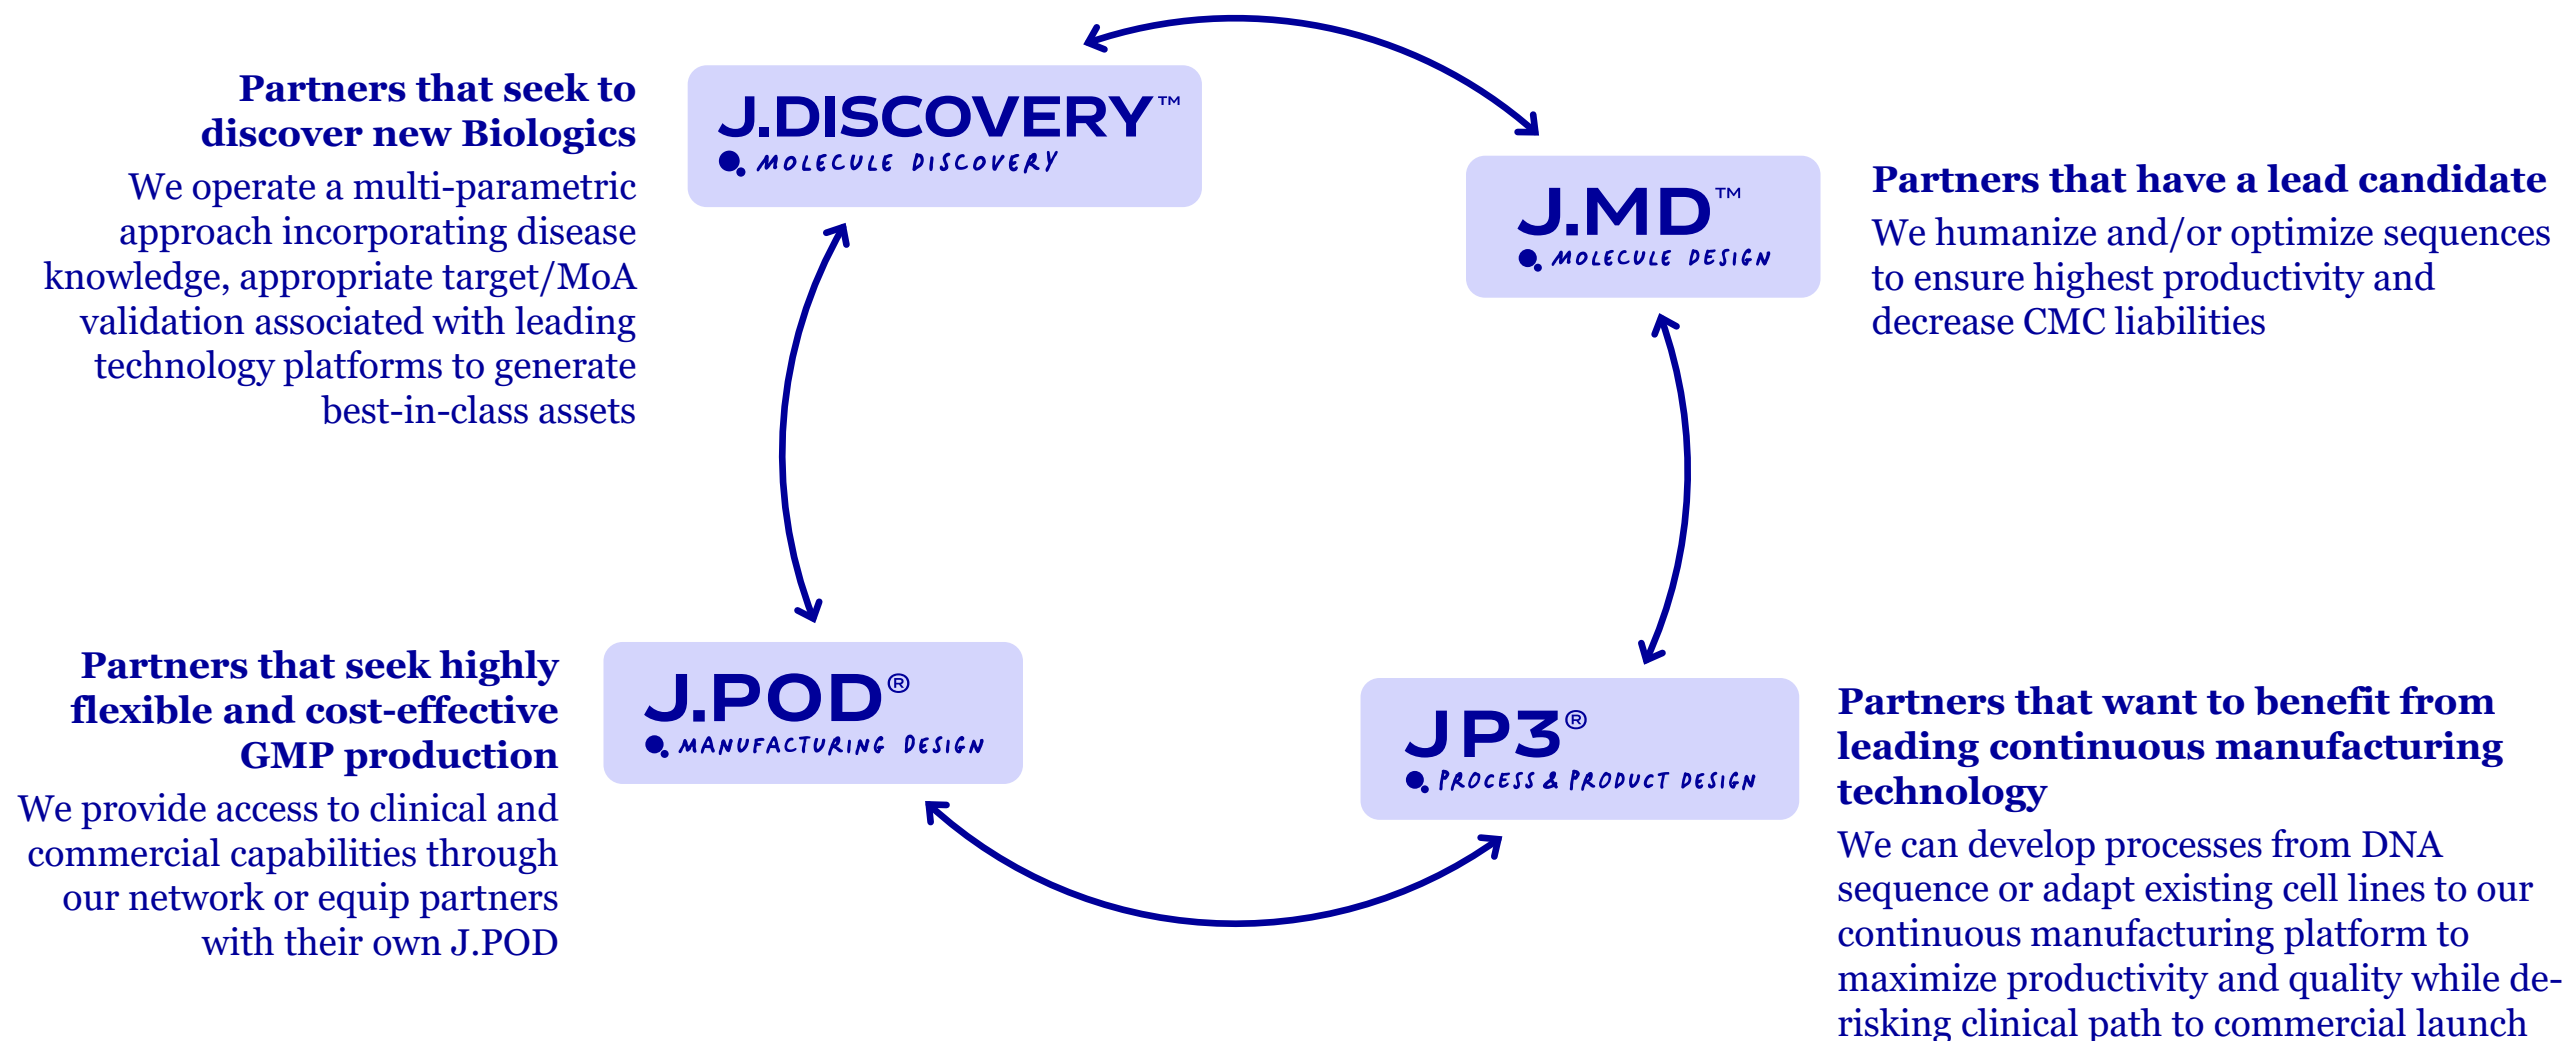 Partners that seek to
discover new Biologics
We operate a multi-parametric
approach incorporating disease
knowledge, appropriate target/MoA
validation associated with leading
technology platforms to generate
best-in-class assets
J.DISCOVERY™
MOLECULE DISCOVERY
J.MD™
MOLECULE DESIGN
Partners that have a lead candidate
We humanize and/or optimize sequences
to ensure highest productivity and
decrease CMC liabilities
Partners that seek highly
flexible and cost-effective
GMP production
We provide access to clinical and
commercial capabilities through
our network or equip partners
with their own J.POD
J.POD®
MANUFACTURING DESIGN
JP3®
PROCESS & PRODUCT DESIGN
Partners that want to benefit from
leading continuous manufacturing
technology
We can develop processes from DNA
sequence or adapt existing cell lines to our
continuous manufacturing platform to
maximize productivity and quality while de-
risking clinical path to commercial launch